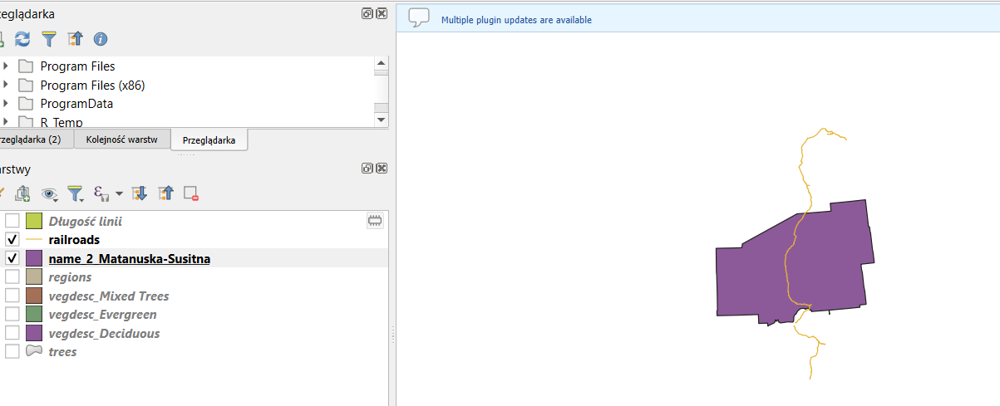 zeglądarka
Multiple plugin updates are available
Program Files
Program Files (x86)
ProgramData
R_Temp
rzeglądarka (2)
Kolejność warstw
Przeglądarka
arstwy
Długość linii
railroads
name_2_Matanuska-Susitna
regions
vegdesc_Mixed Trees
vegdesc_Evergreen
vegdesc_Deciduous
trees